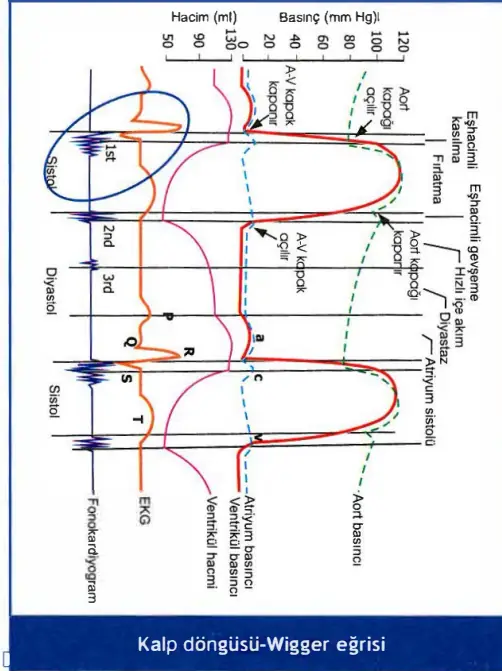 Hacim (ml)
Basınç (mm Hg)
50
90
130
0
20
40
60
80
100
120
Eşhacimli
kasılma
Fırlatma
Eşhacimli gevşeme
Hızlı içe akım
Diyastaz
Atriyum sistolü
Aort
kapağı
açılır
Aort kapağı
kapanır
A-V kapak
kapanır
A-V kapak
açılır
a
c
v
Aort basıncı
Atriyum basıncı
Ventrikül basıncı
Ventrikül hacmi
P
Q
R
S
T
EKG
1st
2nd
3rd
Fonokardiyogram
Sistol
Diyastol
Sistol
Kalp döngüsü-Wigger eğrisi